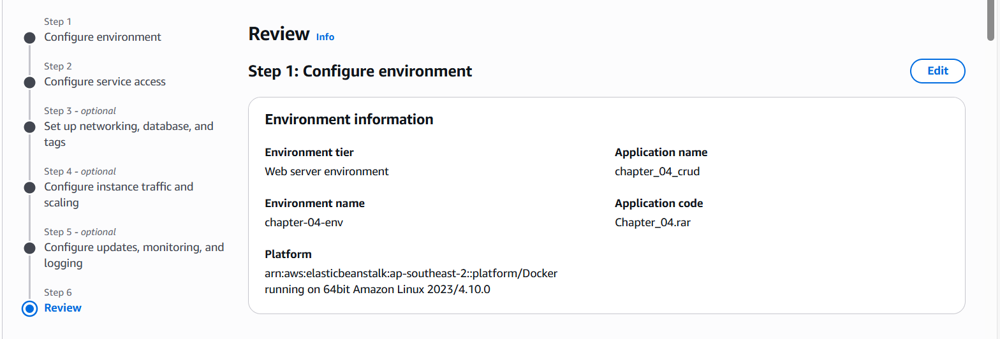 Step 1
Configure environment
Step 2
Configure service access
Step 3 - optional
Set up networking, database, and
tags
Step 4 - optional
Configure instance traffic and
scaling
Step 5 - optional
Configure updates, monitoring, and
logging
Step 6
Review
Review Info
Step 1: Configure environment
Edit
Environment information
Environment tier
Web server environment
Application name
chapter_04_crud
Environment name
chapter-04-env
Application code
Chapter_04.rar
Platform
arn:aws:elasticbeanstalk:ap-southeast-2::platform/Docker
running on 64bit Amazon Linux 2023/4.10.0